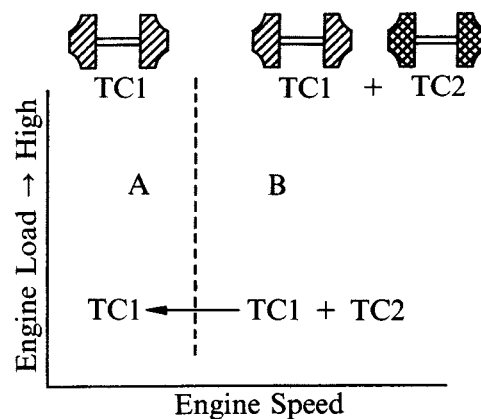 TC1 TC1 + TC2
A B
TC1 TC1 + TC2
Engine Load → High
Engine Speed